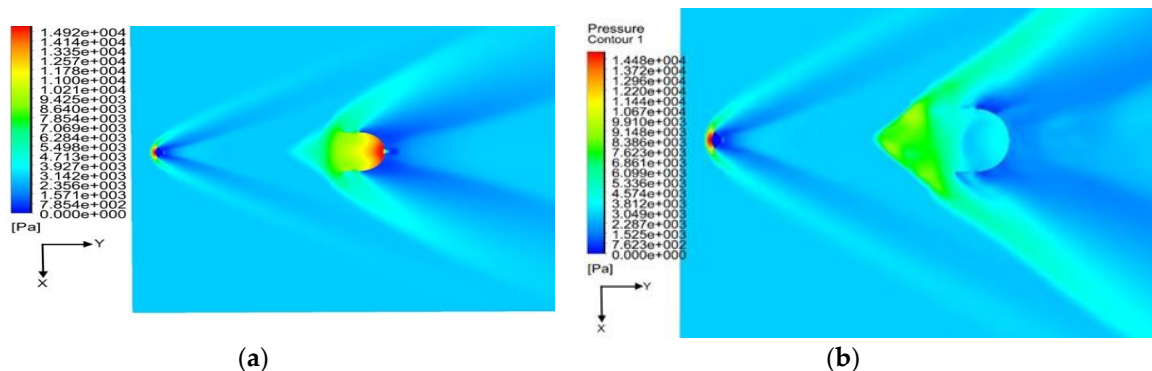 1.492e+004
1.414e+004
1.335e+004
1.257e+004
1.178e+004
1.100e+004
1.021e+004
9.425e+003
8.640e+003
7.854e+003
7.069e+003
6.284e+003
5.498e+003
4.713e+003
3.927e+003
3.142e+003
2.356e+003
1.571e+003
7.854e+002
0.000e+000
[Pa]
Y
X
(a)
Pressure
Contour 1
1.448e+004
1.372e+004
1.296e+004
1.220e+004
1.144e+004
1.067e+004
9.910e+003
9.148e+003
8.386e+003
7.623e+003
6.861e+003
6.099e+003
5.336e+003
4.574e+003
3.812e+003
3.049e+003
2.287e+003
1.525e+003
7.623e+002
0.000e+000
[Pa]
Y
X
(b)